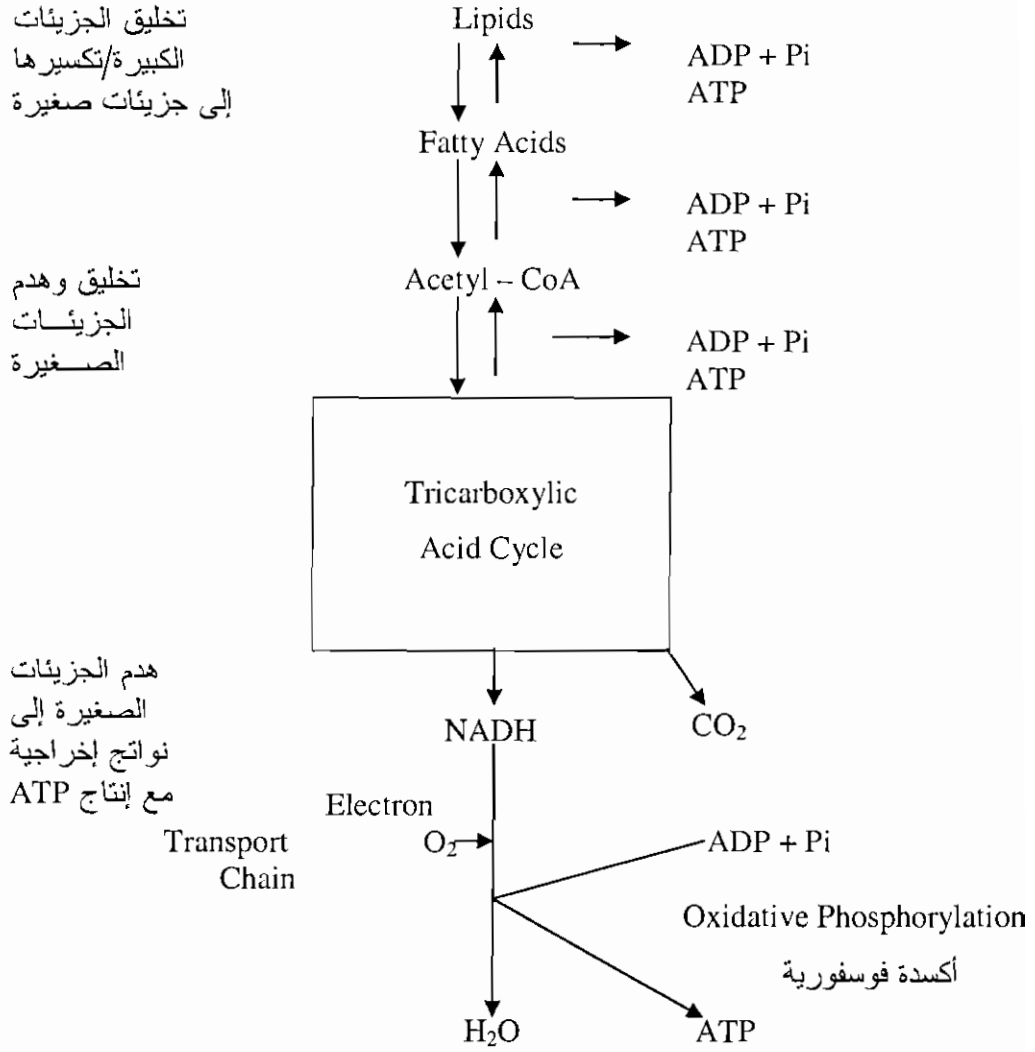 تخليق الجزيئات
الكبيرة/تكسيرها
إلى جزيئات صغيرة
Lipids
ADP + Pi
ATP
Fatty Acids
ADP + Pi
ATP
تخليق وهدم
الجزيئـــات
الصـــغيرة
Acetyl – CoA
ADP + Pi
ATP
Tricarboxylic
Acid Cycle
هدم الجزيئات
الصغيرة إلى
نواتج إخراجية
مع إنتاج ATP
NADH
CO₂
Electron
Transport
Chain
O₂
ADP + Pi
Oxidative Phosphorylation
أكسدة فوسفورية
H₂O
ATP